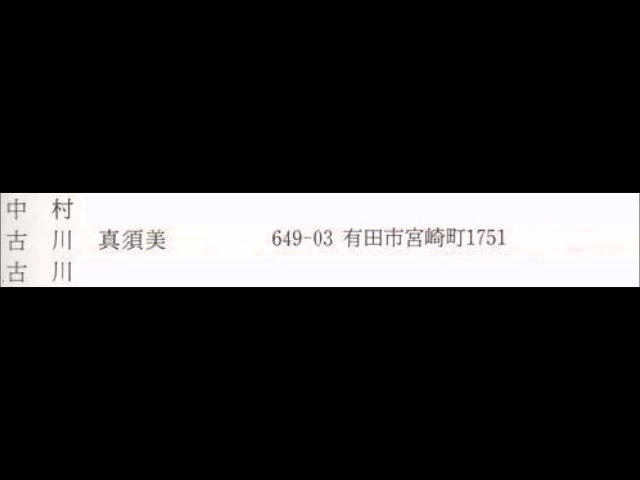 中 村
古 川 真須美 649-03 有田市宮崎町1751
古 川